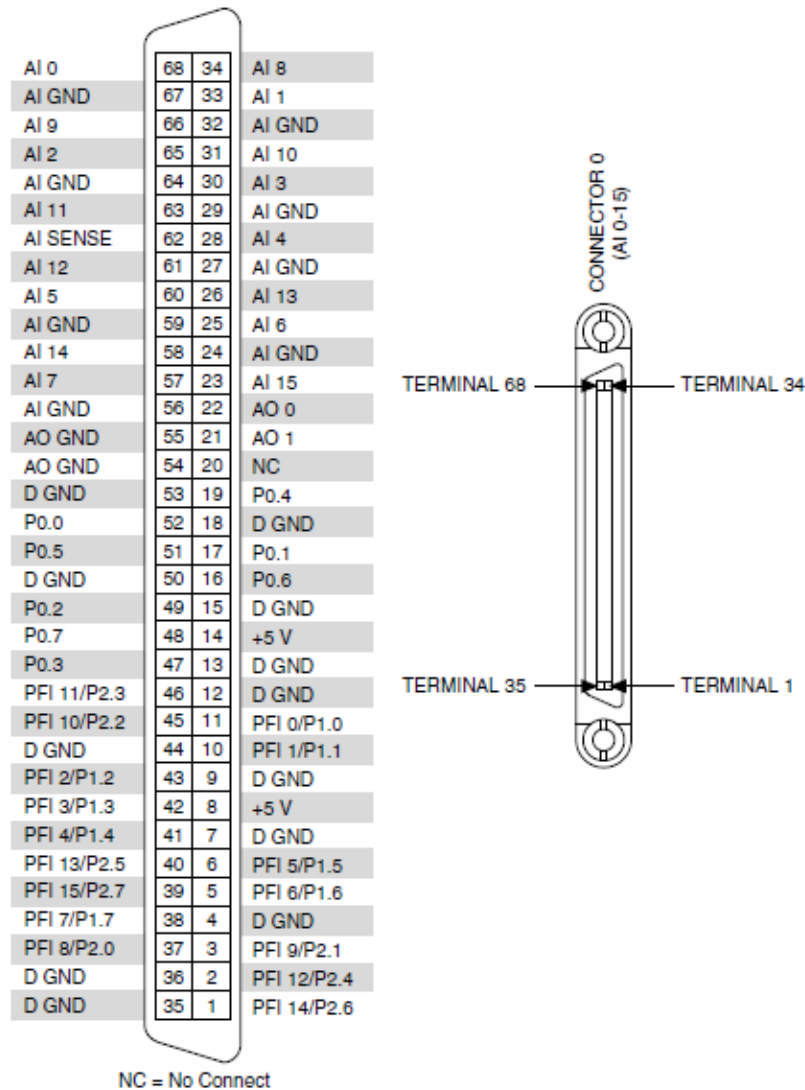 AI 0 68 34 AI 8
AI GND 67 33 AI 1
AI 9 66 32 AI GND
AI 2 65 31 AI 10
AI GND 64 30 AI 3
AI 11 63 29 AI GND
AI SENSE 62 28 AI 4
AI 12 61 27 AI GND
AI 5 60 26 AI 13
AI GND 59 25 AI 6
AI 14 58 24 AI GND
AI 7 57 23 AI 15
AI GND 56 22 AO 0
AO GND 55 21 AO 1
AO GND 54 20 NC
D GND 53 19 P0.4
P0.0 52 18 D GND
P0.5 51 17 P0.1
D GND 50 16 P0.6
P0.2 49 15 D GND
P0.7 48 14 +5 V
P0.3 47 13 D GND
PFI 11/P2.3 46 12 D GND
PFI 10/P2.2 45 11 PFI 0/P1.0
D GND 44 10 PFI 1/P1.1
PFI 2/P1.2 43 9 D GND
PFI 3/P1.3 42 8 +5 V
PFI 4/P1.4 41 7 D GND
PFI 13/P2.5 40 6 PFI 5/P1.5
PFI 15/P2.7 39 5 PFI 6/P1.6
PFI 7/P1.7 38 4 D GND
PFI 8/P2.0 37 3 PFI 9/P2.1
D GND 36 2 PFI 12/P2.4
D GND 35 1 PFI 14/P2.6
NC = No Connect
CONNECTOR 0
(AI 0-15)
TERMINAL 68 TERMINAL 34
TERMINAL 35 TERMINAL 1